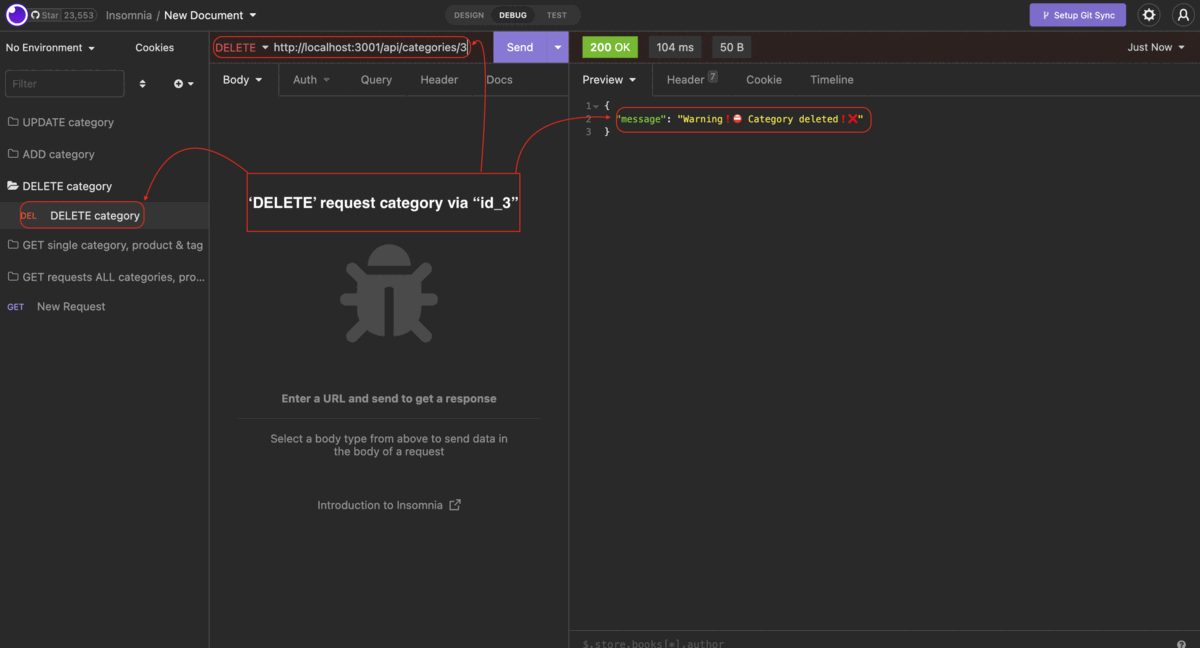 Star 23,553
Insomnia / New Document
DESIGN DEBUG TEST
Setup Git Sync
No Environment
Cookies
DELETE http://localhost:3001/api/categories/3
Send
200 OK
104 ms
50 B
Just Now
Filter
Body Auth Query Header Docs
Preview Header 7 Cookie Timeline
UPDATE category
ADD category
DELETE category
DEL DELETE category
GET single category, product & tag
GET requests ALL categories, pro...
GET New Request
‘DELETE’ request category via “id_3”
Enter a URL and send to get a response
Select a body type from above to send data in
the body of a request
Introduction to Insomnia
1 {
2 "message": "Warning❗⛔ Category deleted❗❌"
3 }
$.store.books[*].author